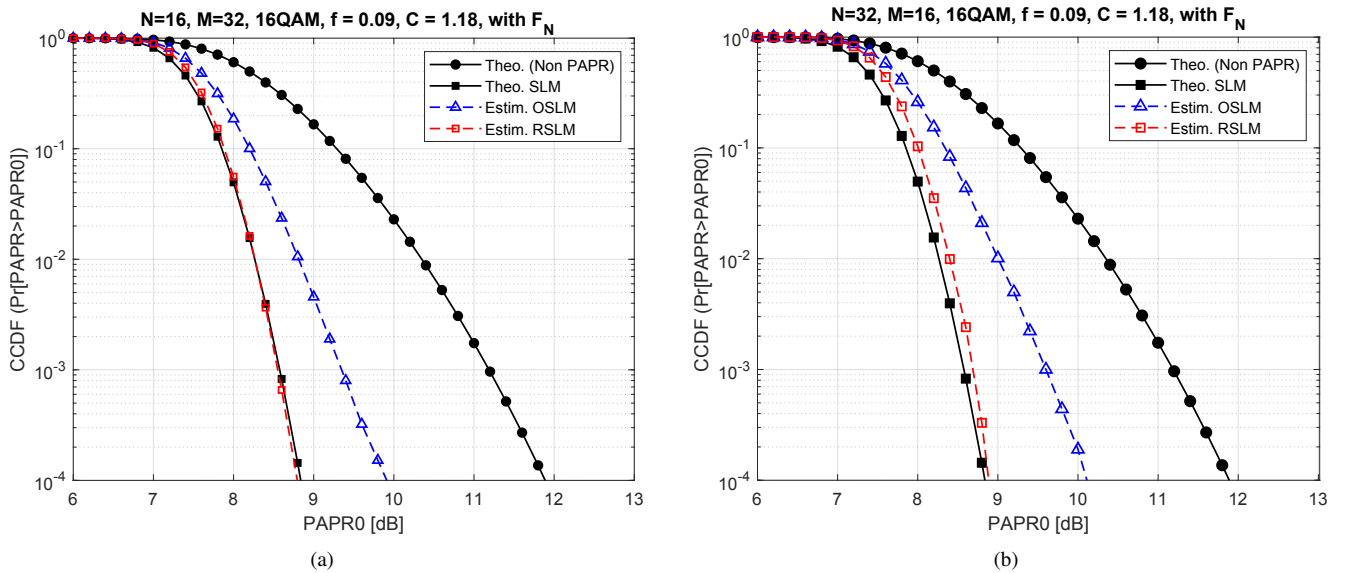 N=16, M=32, 16QAM, f = 0.09, C = 1.18, with F_N
CCDF (Pr[PAPR>PAPR0])
10^0
10^-1
10^-2
10^-3
10^-4
Theo. (Non PAPR)
Theo. SLM
Estim. OSLM
Estim. RSLM
6 7 8 9 10 11 12 13
PAPR0 [dB]
(a)
N=32, M=16, 16QAM, f = 0.09, C = 1.18, with F_N
CCDF (Pr[PAPR>PAPR0])
10^0
10^-1
10^-2
10^-3
10^-4
Theo. (Non PAPR)
Theo. SLM
Estim. OSLM
Estim. RSLM
6 7 8 9 10 11 12 13
PAPR0 [dB]
(b)